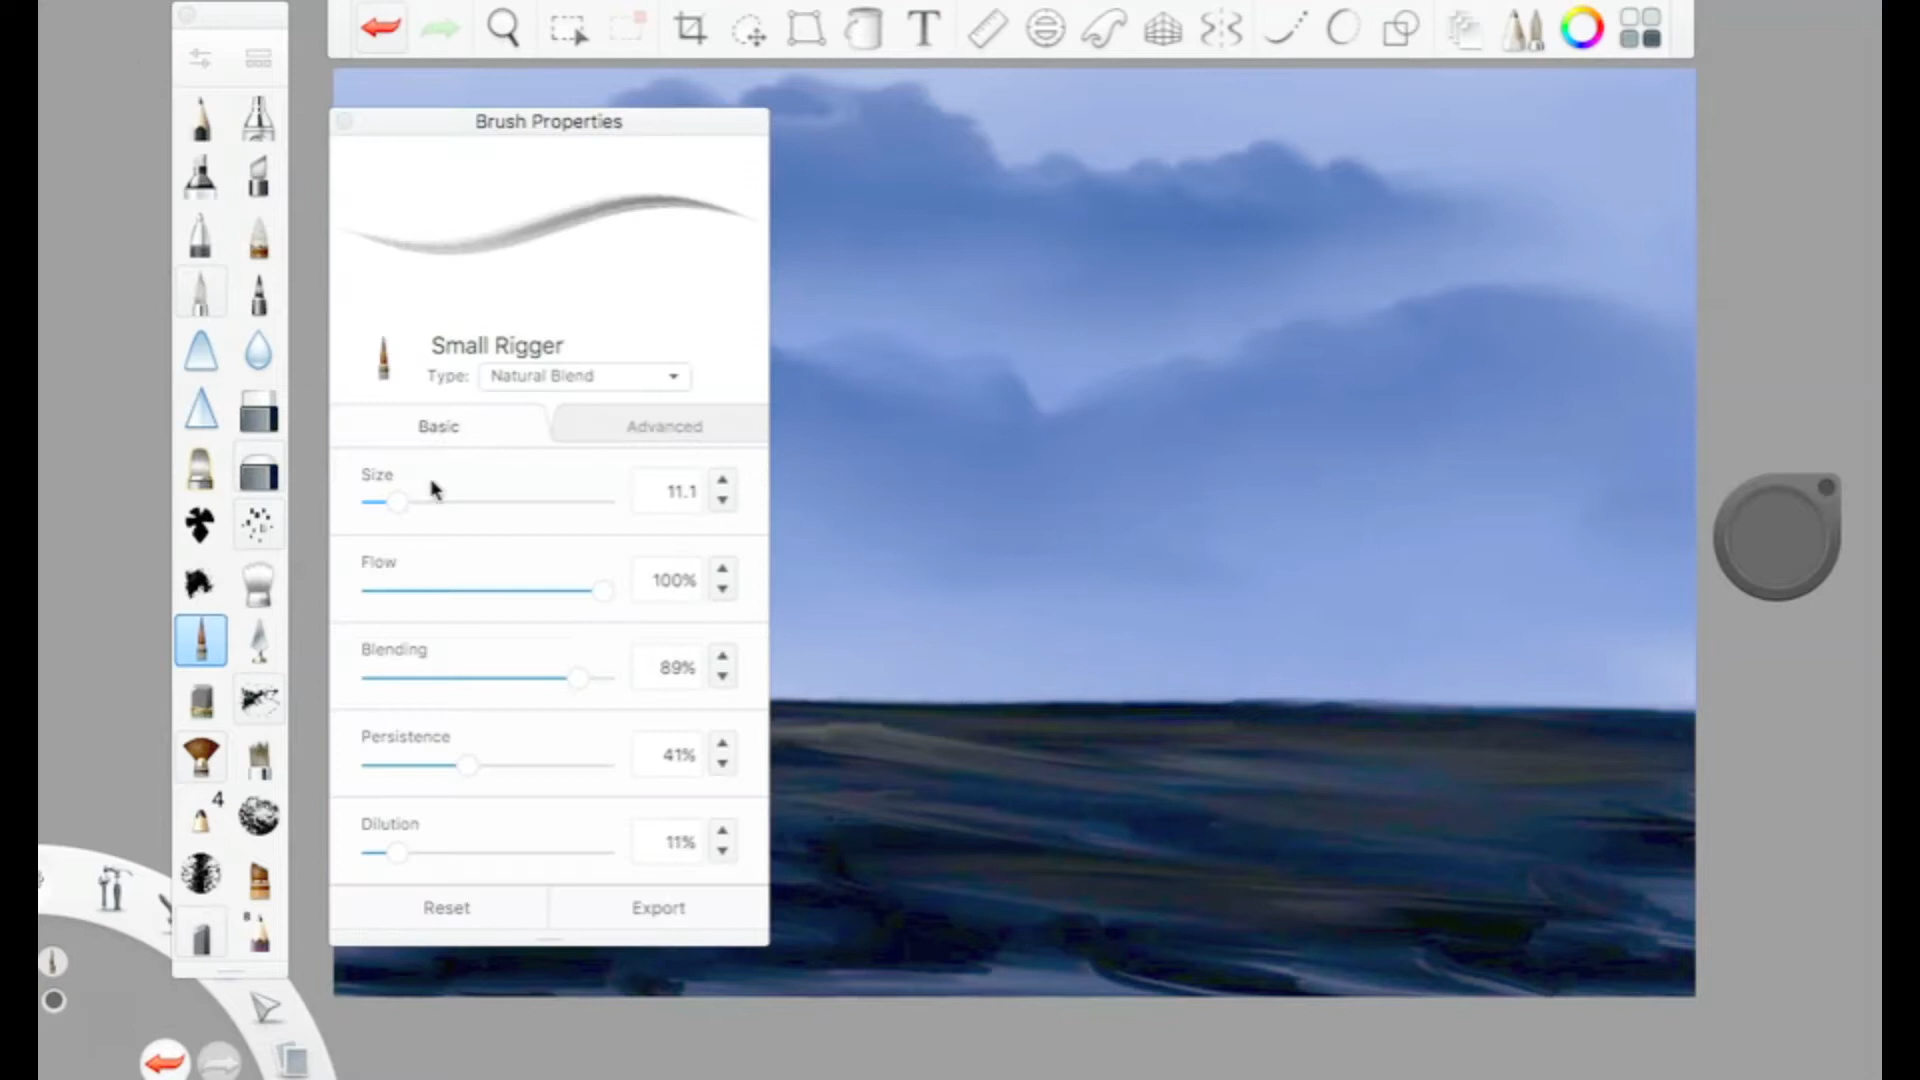 T
Brush Properties
Small Rigger
Type: Natural Blend
Basic
Advanced
Size
11.1
Flow
100%
Blending
89%
Persistence
41%
Dilution
11%
Reset
Export
4
8